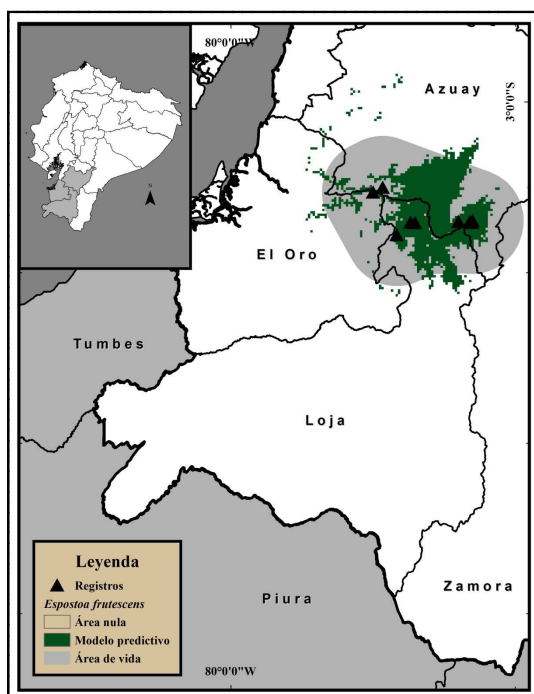 80°0'0"W
Azuay
3°0'0"S
N
El Oro
Tumbes
Loja
Leyenda
Registros
Espostoa frutescens
Área nula
Modelo predictivo
Área de vida
Piura
Zamora
80°0'0"W